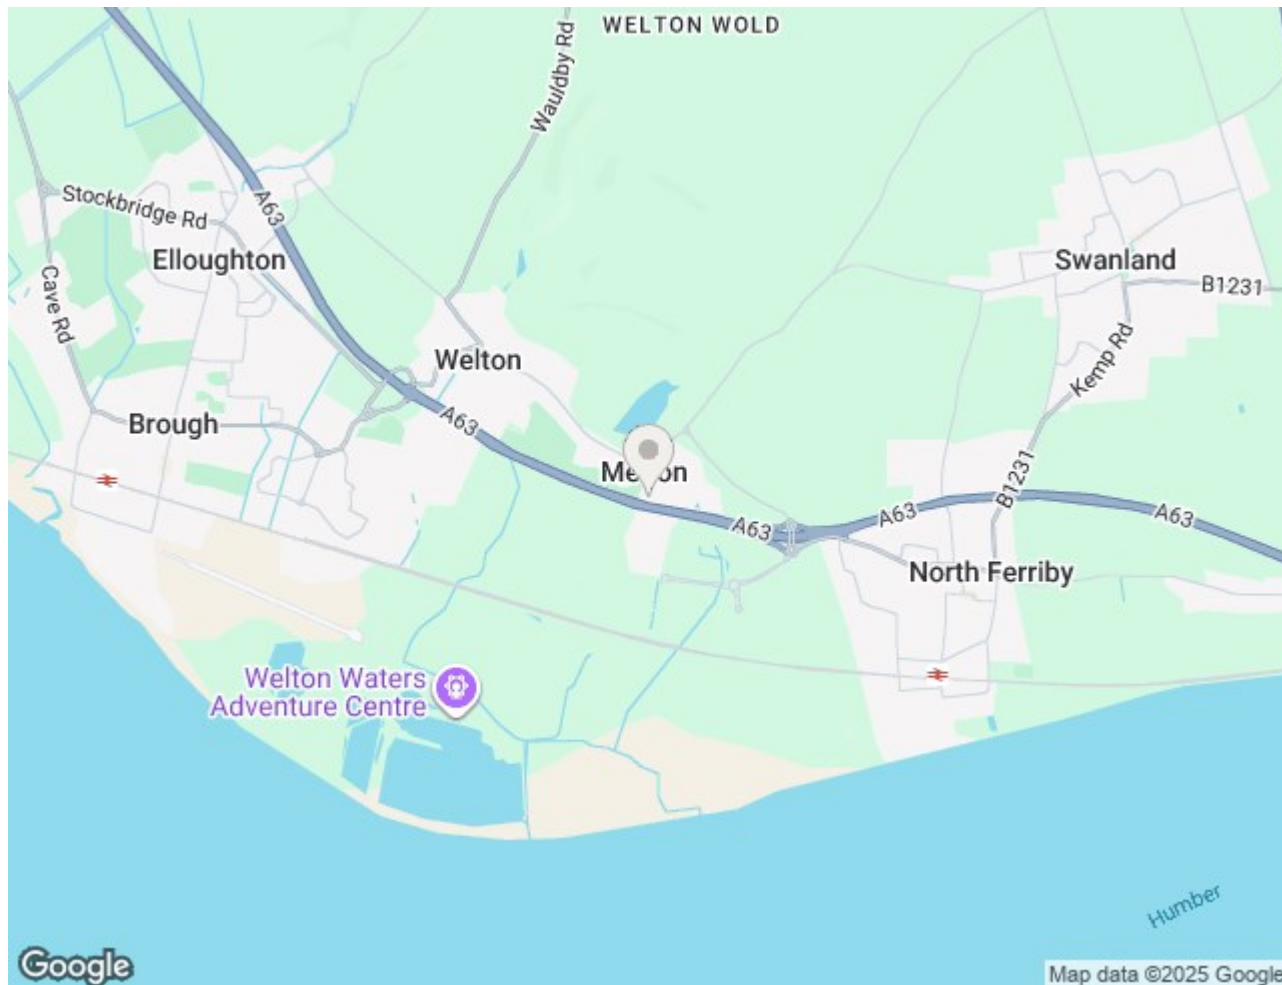 WELTON WOLD
Wauldby Rd
Stockbridge Rd
A63
Elloughton
Swanland
B1231
Cave Rd
Kemp Rd
Welton
Brough
A63
B1231
A63
A63
A63
North Ferriby
Welton Waters
Adventure Centre
Humber
Google
Map data ©2025 Google